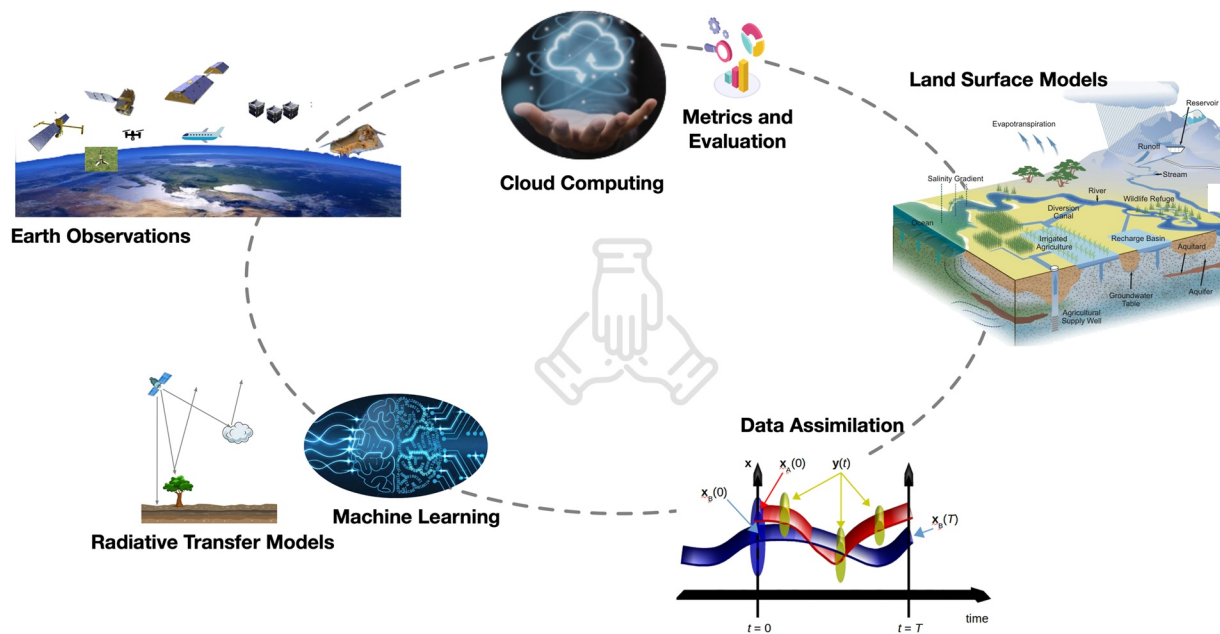 Cloud Computing
Metrics and
Evaluation
Land Surface Models
Reservoir
Evapotranspiration
Runoff
Stream
Salinity Gradient
River
Wildlife Refuge
Ocean
Diversion
Canal
Irrigated
Agriculture
Recharge Basin
Aquitard
Aquifer
Groundwater
Table
Agricultural
Supply Well
Earth Observations
Radiative Transfer Models
Machine Learning
Data Assimilation
x
x_A(0)
y(t)
x_B(0)
x_B(T)
time
t = 0
t = T